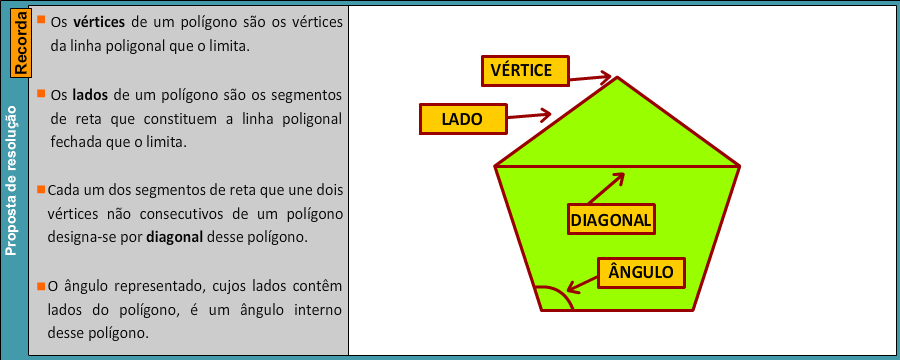 Recorda
Proposta de resolução
Os vértices de um polígono são os vértices
da linha poligonal que o limita.
Os lados de um polígono são os segmentos
de reta que constituem a linha poligonal
fechada que o limita.
Cada um dos segmentos de reta que une dois
vértices não consecutivos de um polígono
designa-se por diagonal desse polígono.
O ângulo representado, cujos lados contêm
lados do polígono, é um ângulo interno
desse polígono.
VÉRTICE
LADO
DIAGONAL
ÂNGULO